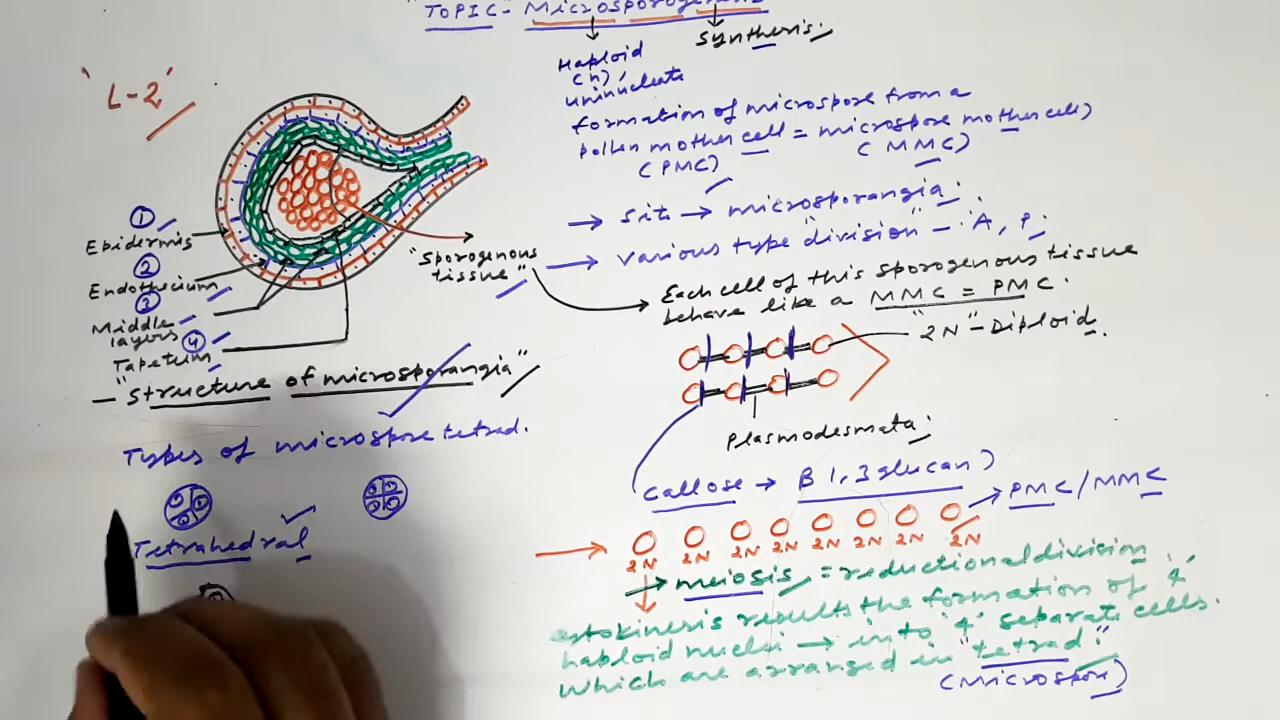 "TOPIC- Microsporogenesis
Haploid
(n),
uninucleate
Synthesis
'L-2'
formation of microspore from a
pollen mother cell = microspore mother cell)
(PMC) (MMC)
→ Site → microsporangia.
→ various type "division" - 'A, P.
①
Epidermis
②
Endothecium
③
Middle
layers
④
Tapetum
"Sporogenous
tissue"
Each cell of this sporogenous tissue
behave like a MMC = PMC.
"2N" - Diploid.
Plasmodesmata.
— "Structure of microsporangia"
Types of microspore tetrad.
Tetrahedral
Callose → B 1,3 glucan)
→ PMC/MMC
2N 2N 2N 2N 2N 2N 2N 2N
→ meiosis = reductional division
cytokinesis results the formation of '4'
habloid nuclei → into '4' separate cells.
which are arranged in "tetrad."
(Microspore)